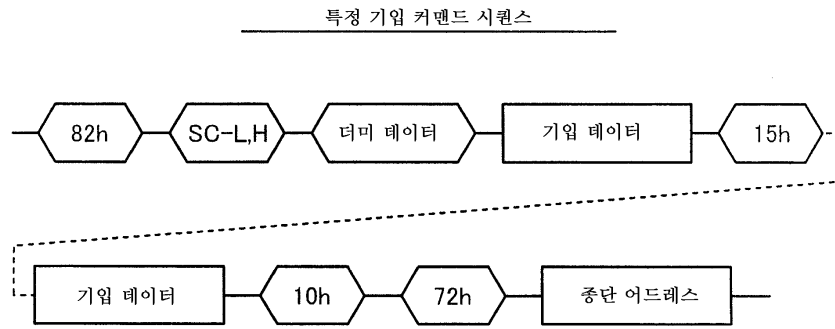 특정 기입 커맨드 시퀀스
82h
SC-L,H
더미 데이터
기입 데이터
15h
기입 데이터
10h
72h
종단 어드레스